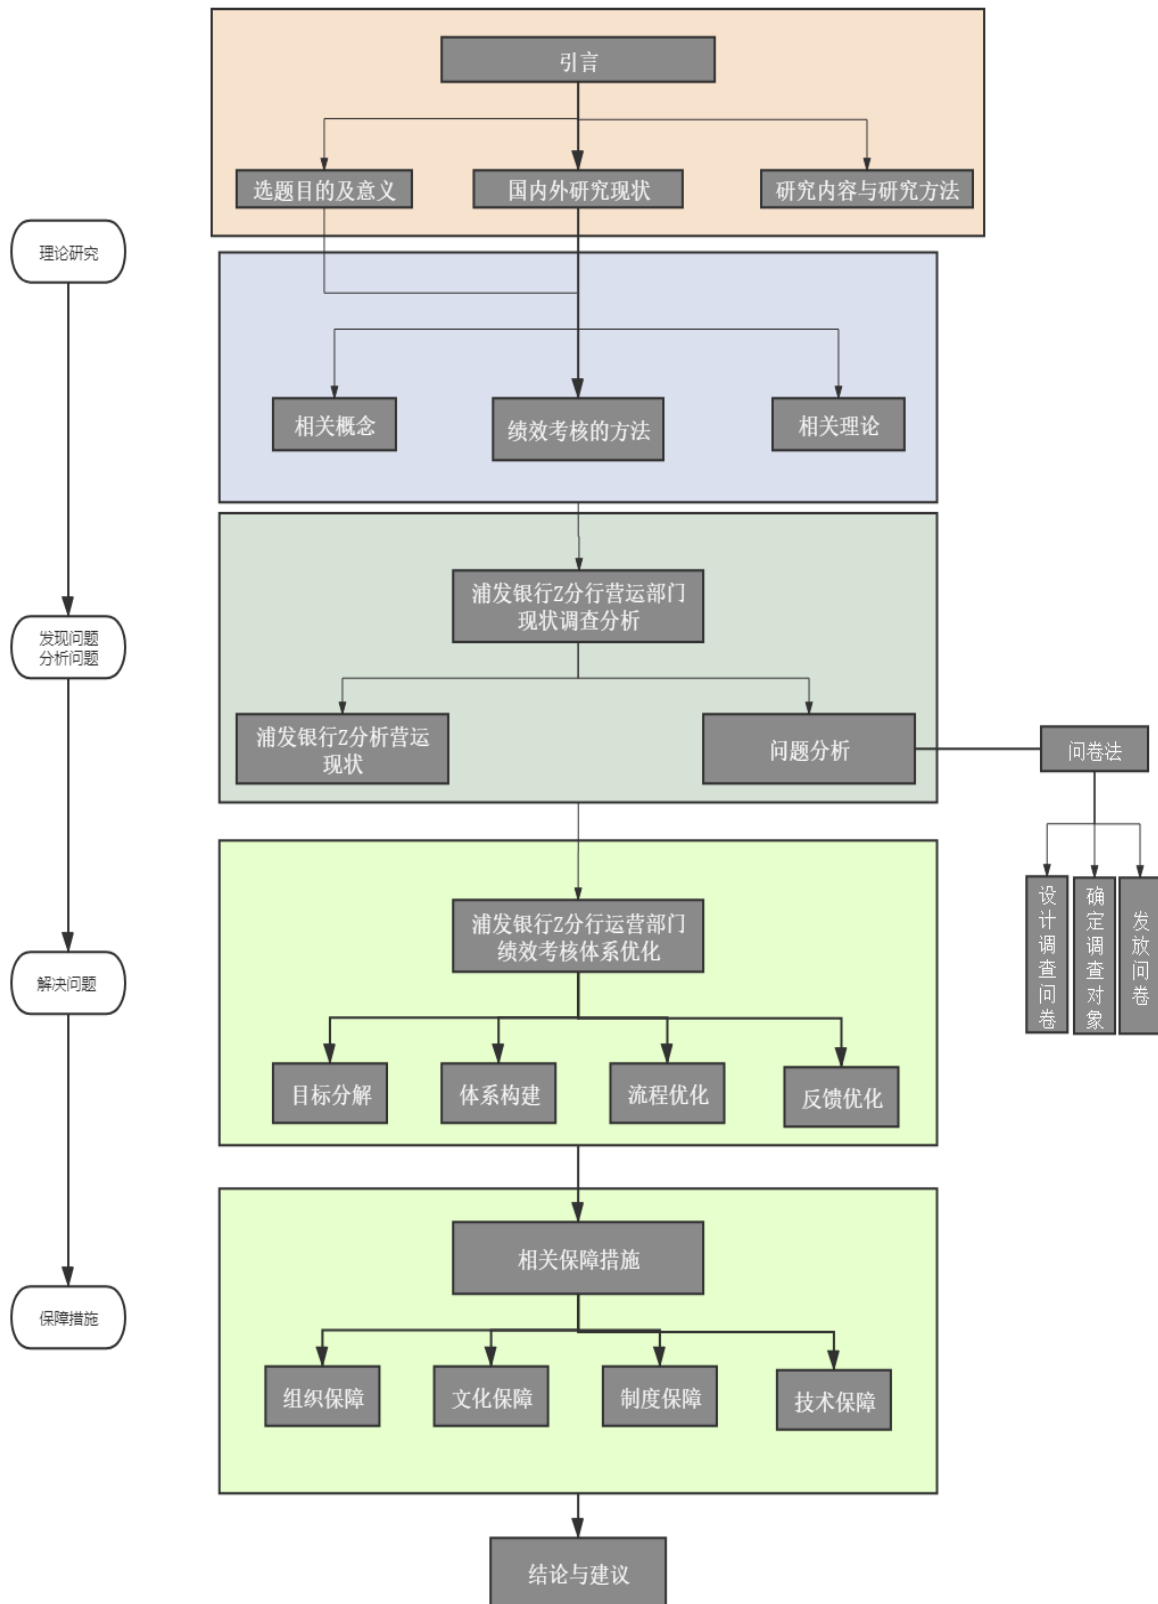 引言
选题目的及意义
国内外研究现状
研究内容与研究方法
理论研究
相关概念
绩效考核的方法
相关理论
浦发银行Z分行营运部门
现状调查分析
发现问题
分析问题
浦发银行Z分析营运
现状
问题分析
问卷法
设计调查问卷
确定调查对象
发放问卷
浦发银行Z分行运营部门
绩效考核体系优化
解决问题
目标分解
体系构建
流程优化
反馈优化
相关保障措施
保障措施
组织保障
文化保障
制度保障
技术保障
结论与建议